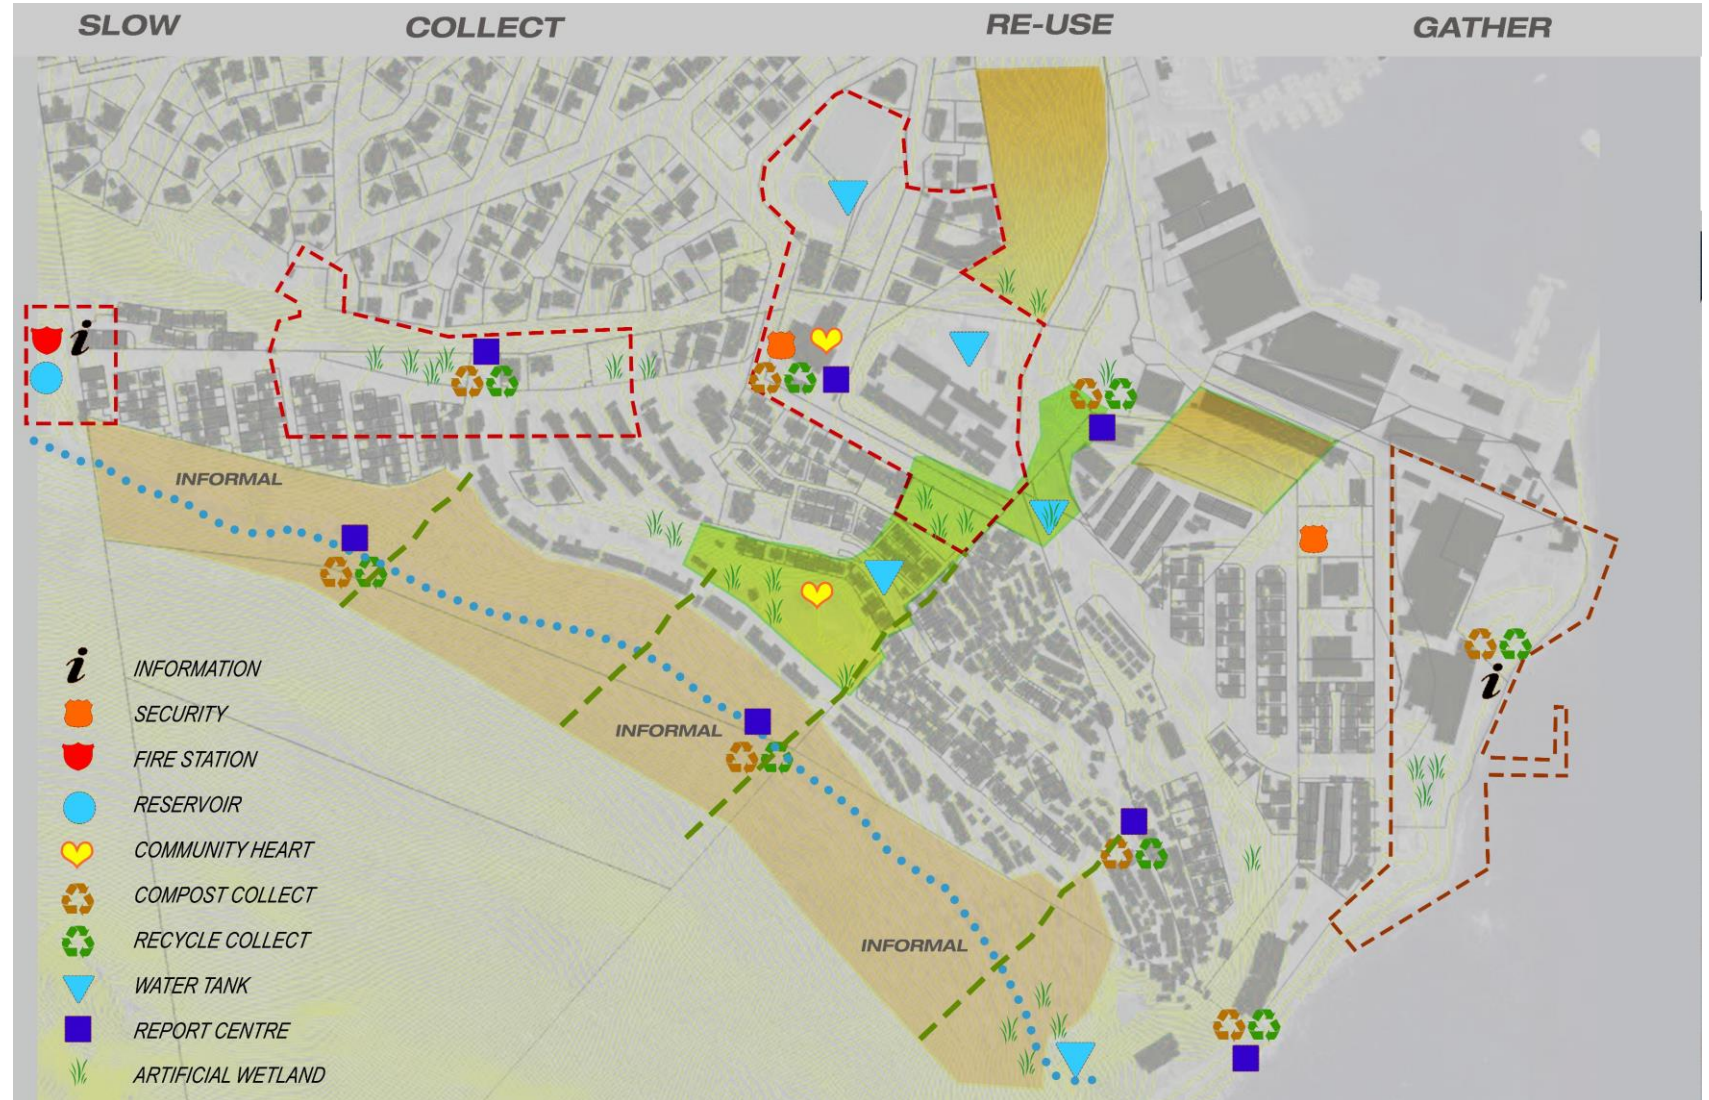 SLOW
COLLECT
RE-USE
GATHER
INFORMAL
INFORMAL
INFORMAL
i
i
i INFORMATION
SECURITY
FIRE STATION
RESERVOIR
COMMUNITY HEART
COMPOST COLLECT
RECYCLE COLLECT
WATER TANK
REPORT CENTRE
ARTIFICIAL WETLAND